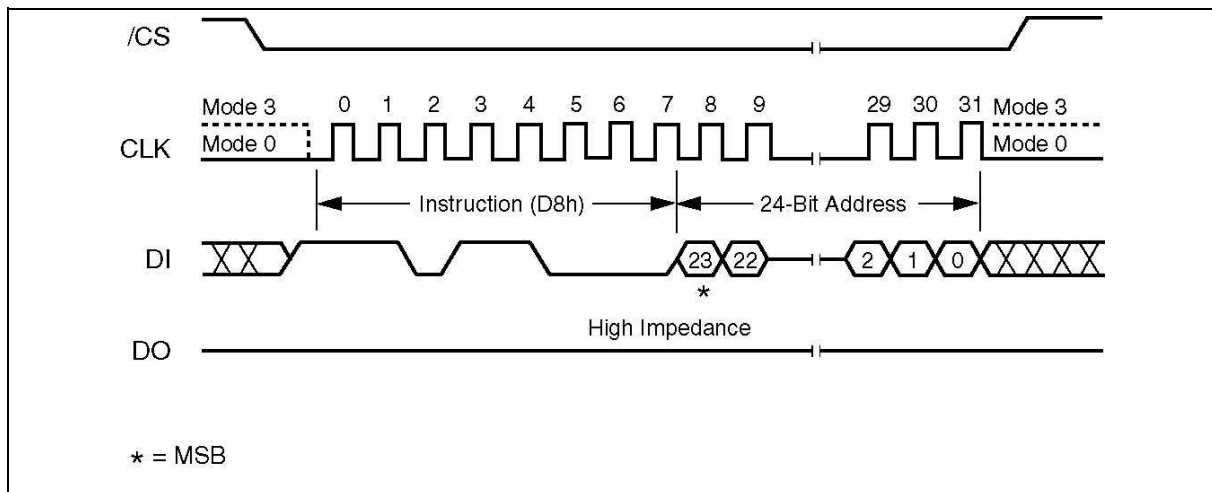 /CS
Mode 3
0 1 2 3 4 5 6 7 8 9 29 30 31
Mode 3
CLK
Mode 0
Mode 0
Instruction (D8h)
24-Bit Address
DI
23 22 2 1 0
*
High Impedance
DO
* = MSB